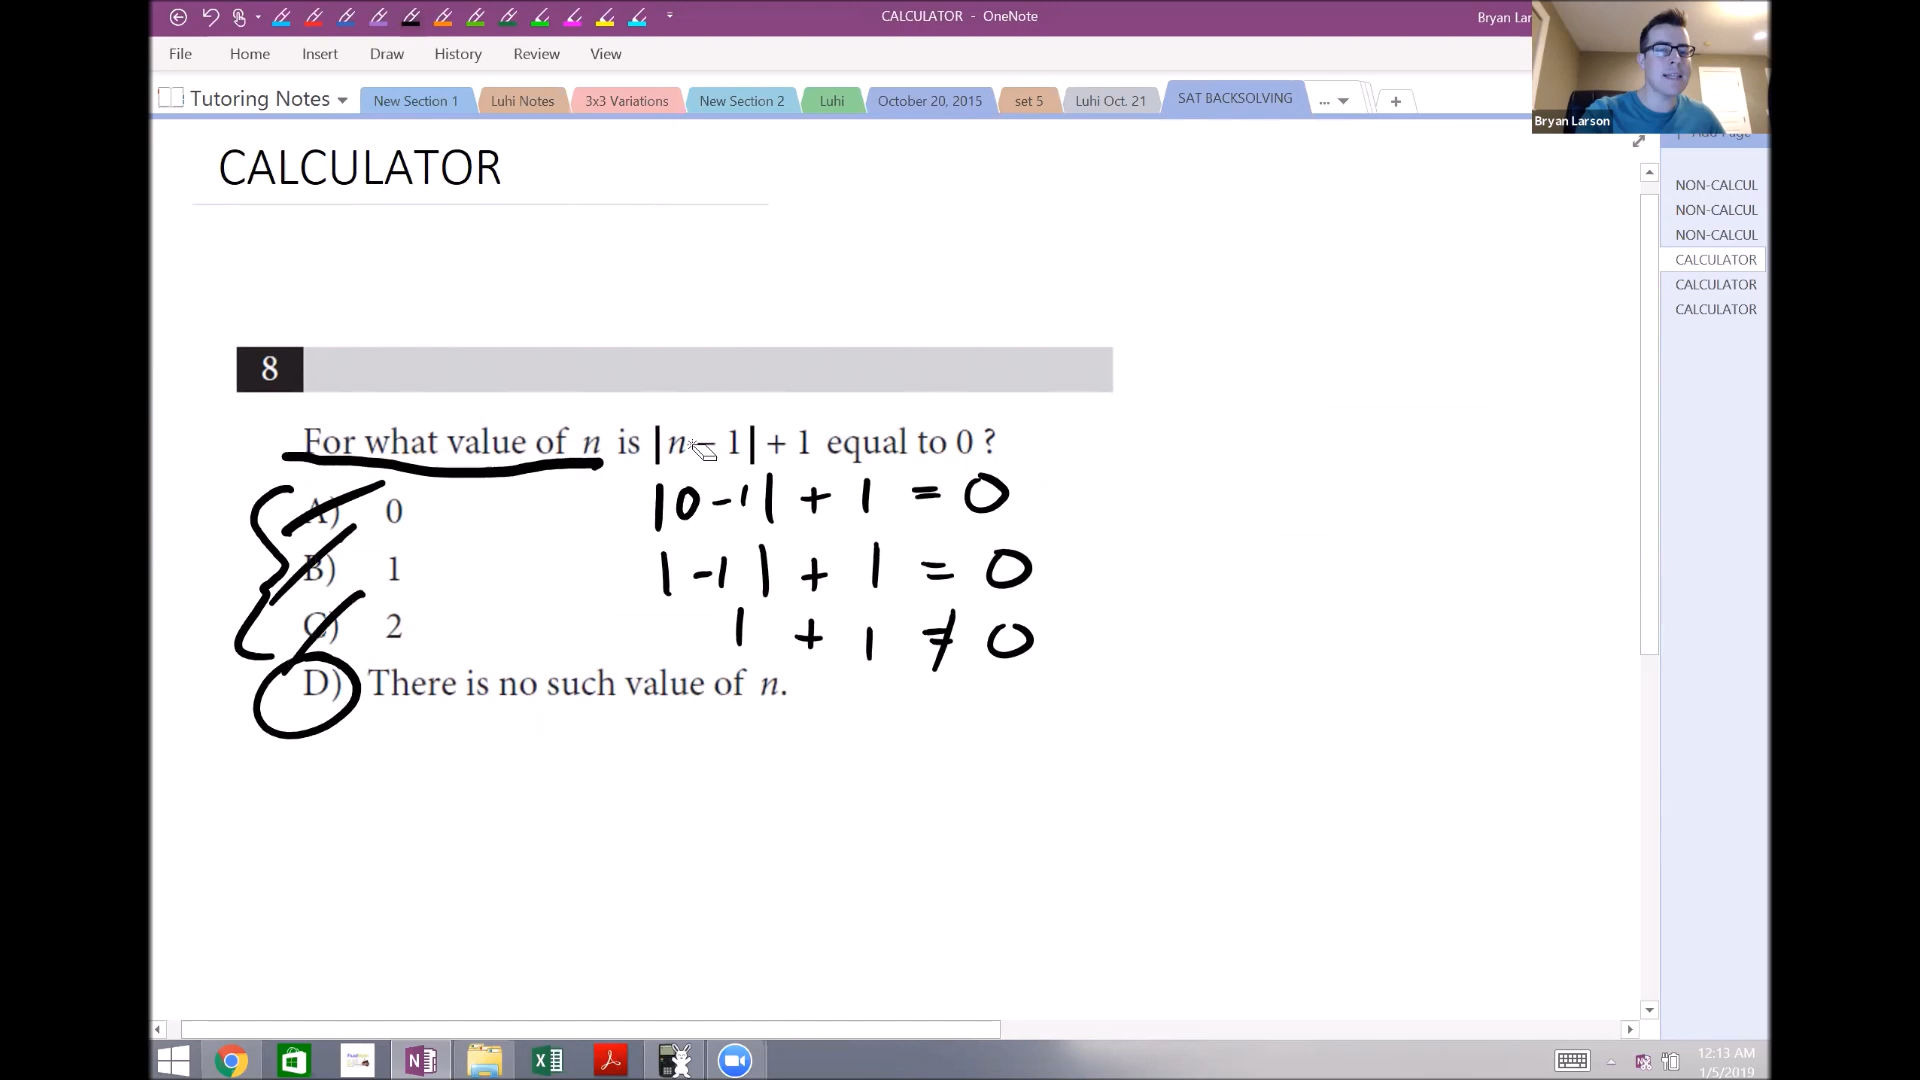 CALCULATOR - OneNote
Bryan Lar
File Home Insert Draw History Review View
Tutoring Notes New Section 1 Luhi Notes 3x3 Variations New Section 2 Luhi October 20, 2015 set 5 Luhi Oct. 21 SAT BACKSOLVING ... +
Bryan Larson
CALCULATOR
NON-CALCUL
NON-CALCUL
NON-CALCUL
CALCULATOR
CALCULATOR
CALCULATOR
8
For what value of n is |n - 1| + 1 equal to 0 ?
A) 0
B) 1
C) 2
D) There is no such value of n.
|0 - 1| + 1 = 0
|-1| + 1 = 0
1 + 1 ≠ 0
12:13 AM
1/5/2019